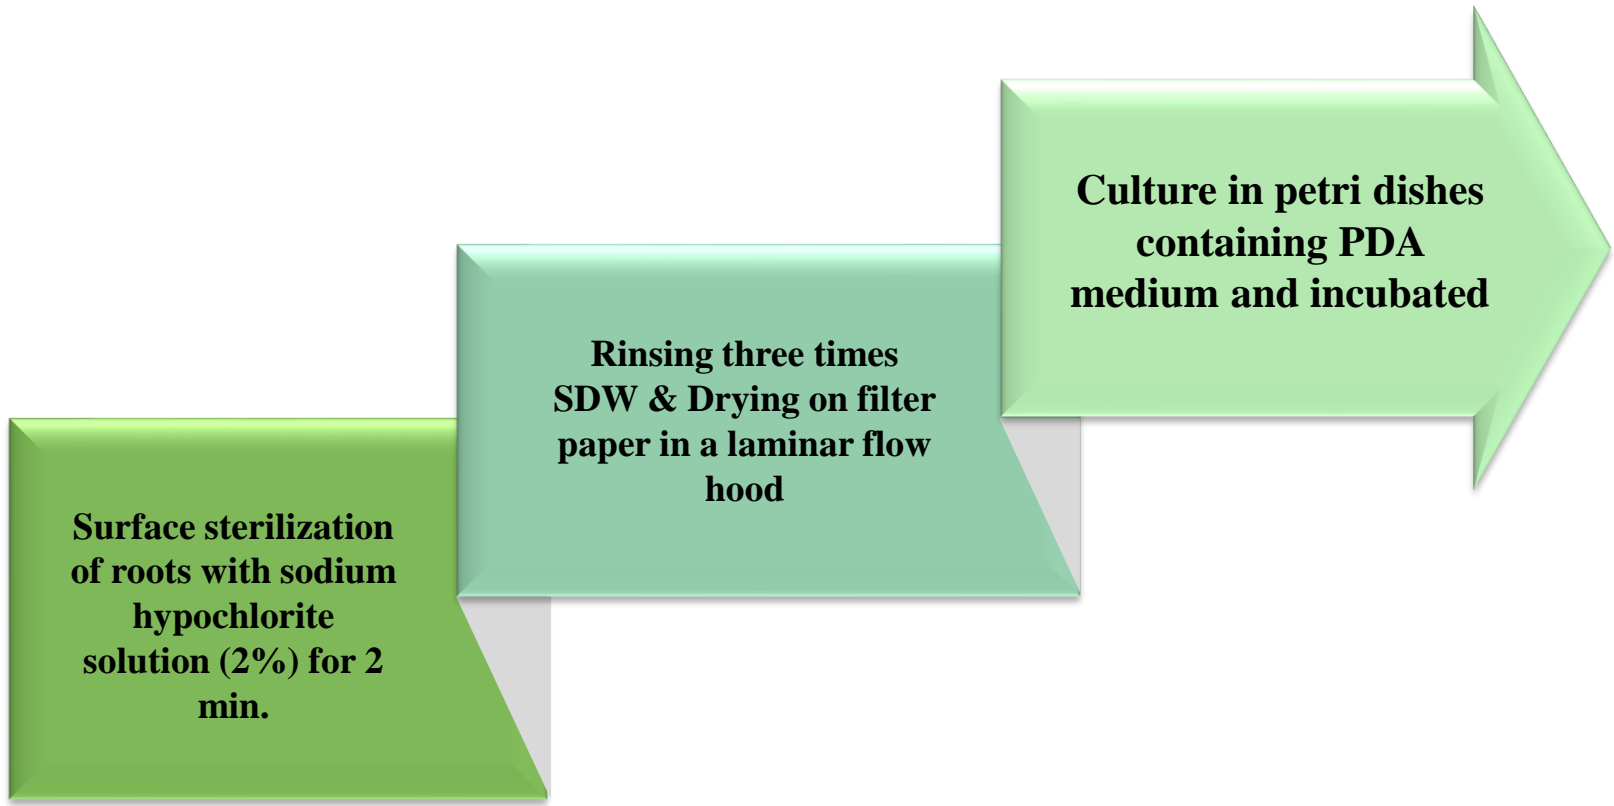 Surface sterilization
of roots with sodium
hypochlorite
solution (2%) for 2
min.
Rinsing three times
SDW & Drying on filter
paper in a laminar flow
hood
Culture in petri dishes
containing PDA
medium and incubated